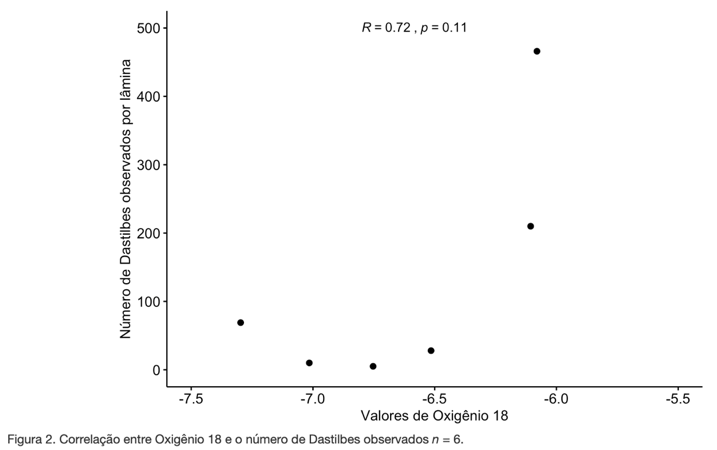 R = 0.72 , p = 0.11
Número de Dastilbes observados por lâmina
500
400
300
200
100
0
-7.5 -7.0 -6.5 -6.0 -5.5
Valores de Oxigênio 18
Figura 2. Correlação entre Oxigênio 18 e o número de Dastilbes observados n = 6.